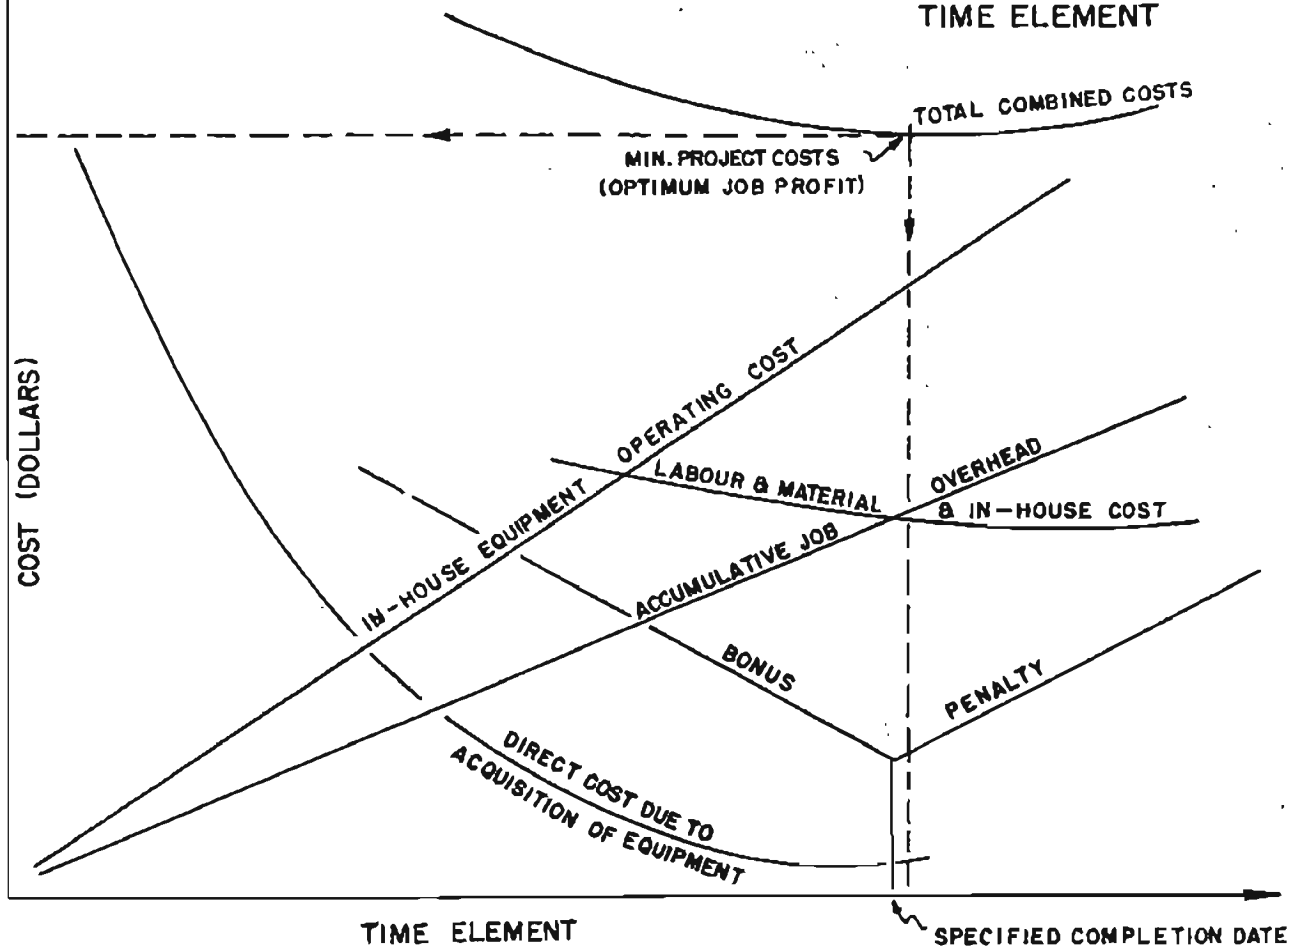 TIME ELEMENT
TOTAL COMBINED COSTS
MIN. PROJECT COSTS
(OPTIMUM JOB PROFIT)
COST (DOLLARS)
IN-HOUSE EQUIPMENT OPERATING COST
LABOUR & MATERIAL & IN-HOUSE COST
ACCUMULATIVE JOB OVERHEAD
BONUS
PENALTY
DIRECT COST DUE TO
ACQUISITION OF EQUIPMENT
TIME ELEMENT
SPECIFIED COMPLETION DATE